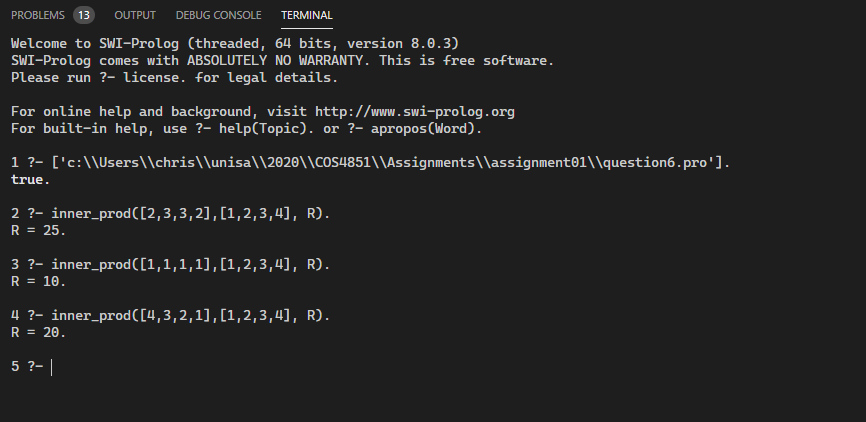 PROBLEMS 13 OUTPUT DEBUG CONSOLE TERMINAL
Welcome to SWI-Prolog (threaded, 64 bits, version 8.0.3)
SWI-Prolog comes with ABSOLUTELY NO WARRANTY. This is free software.
Please run ?- license. for legal details.
For online help and background, visit http://www.swi-prolog.org
For built-in help, use ?- help(Topic). or ?- apropos(Word).
1 ?- ['c:\\Users\\chris\\unisa\\2020\\COS4851\\Assignments\\assignment01\\question6.pro'].
true.
2 ?- inner_prod([2,3,3,2],[1,2,3,4], R).
R = 25.
3 ?- inner_prod([1,1,1,1],[1,2,3,4], R).
R = 10.
4 ?- inner_prod([4,3,2,1],[1,2,3,4], R).
R = 20.
5 ?-